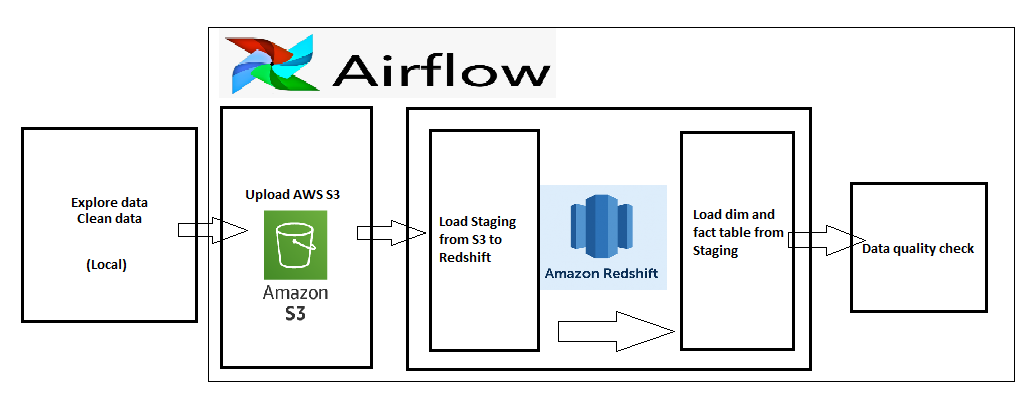 Airflow
Explore data
Clean data
(Local)
Upload AWS S3
Amazon
S3
Load Staging
from S3 to
Redshift
Amazon Redshift
Load dim and
fact table from
Staging
Data quality check